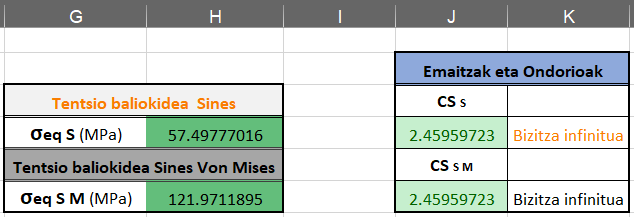 G H I J K
Emaitzak eta Ondorioak
Tentsio baliokidea Sines
CS S
σeq S (MPa) 57.49777016
2.45959723 Bizitza infinitua
Tentsio baliokidea Sines Von Mises
CS S M
σeq S M (MPa) 121.9711895
2.45959723 Bizitza infinitua